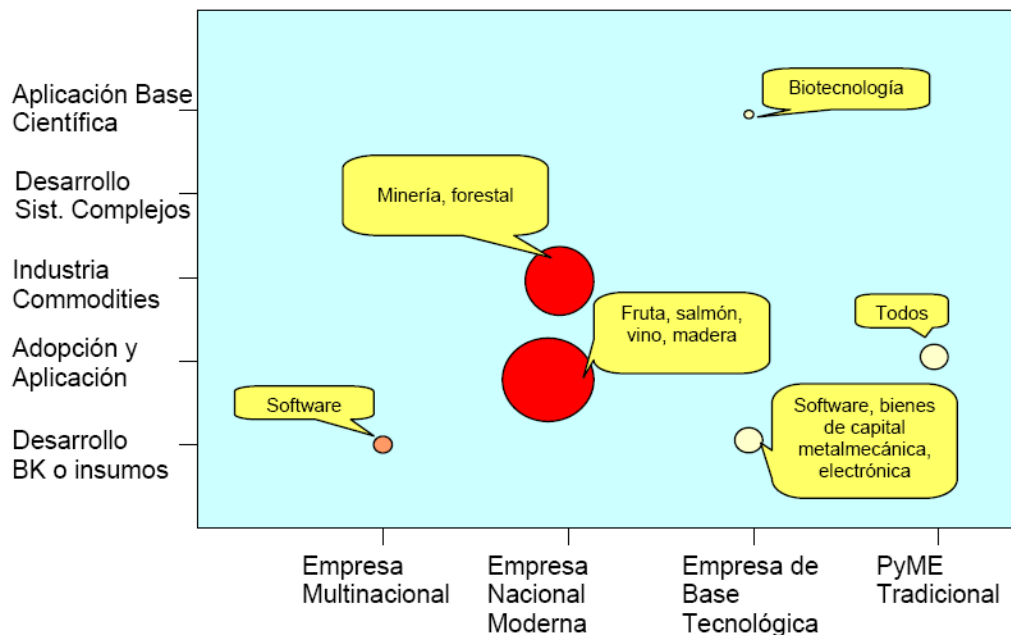 Aplicación Base
Científica
Biotecnología
Desarrollo
Sist. Complejos
Minería, forestal
Industria
Commodities
Fruta, salmón,
vino, madera
Todos
Adopción y
Aplicación
Software
Software, bienes
de capital
metalmecánica,
electrónica
Desarrollo
BK o insumos
Empresa
Multinacional
Empresa
Nacional
Moderna
Empresa de
Base
Tecnológica
PyME
Tradicional